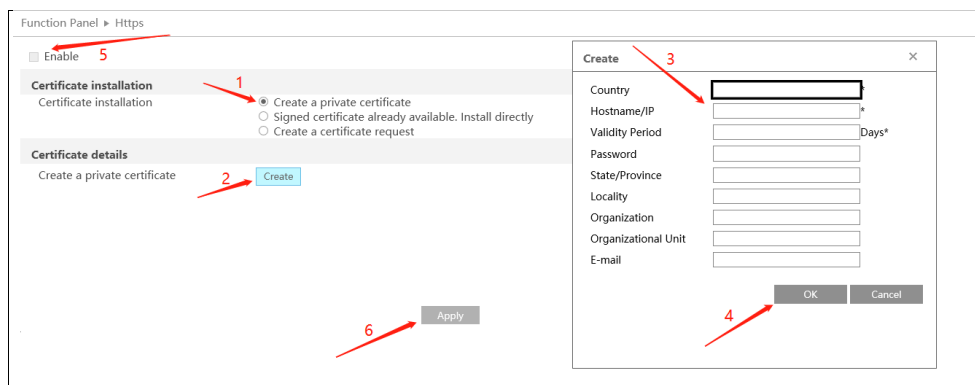 Function Panel ▶ Https
Enable 5
Certificate installation
Certificate installation
1
Create a private certificate
Signed certificate already available. Install directly
Create a certificate request
Certificate details
Create a private certificate 2 Create
6 Apply
Create 3 ×
Country *
Hostname/IP *
Validity Period Days*
Password
State/Province
Locality
Organization
Organizational Unit
E-mail
OK Cancel
4